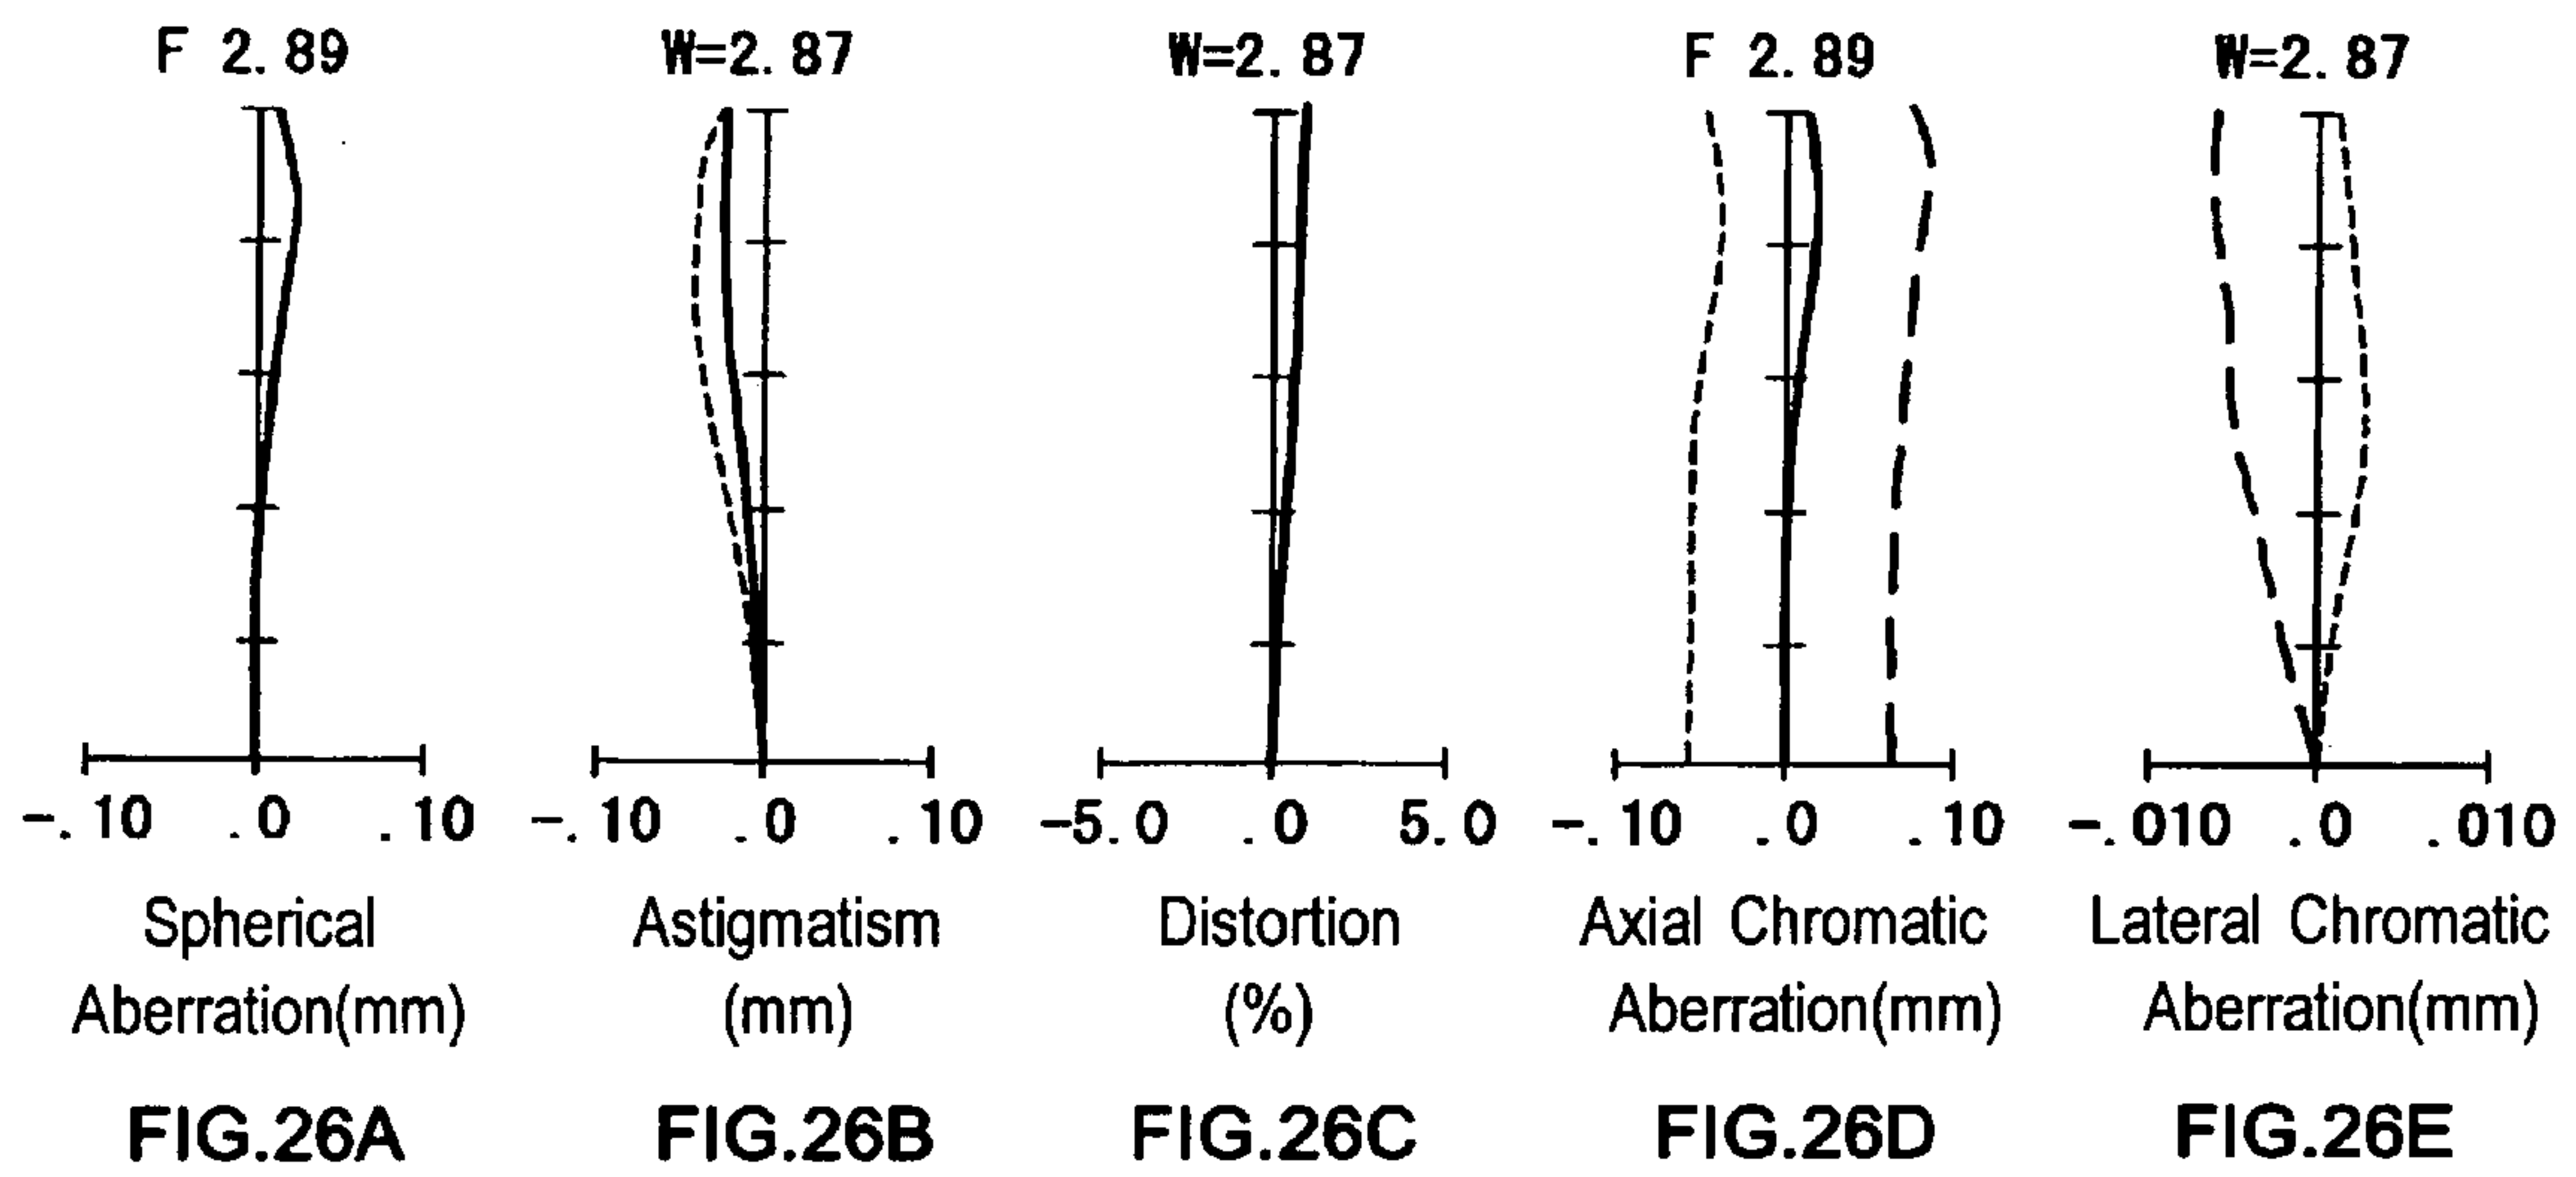 F 2.89
W=2.87
W=2.87
F 2.89
W=2.87
-.10 .0 .10
-.10 .0 .10
-5.0 .0 5.0
-.10 .0 .10
-.010 .0 .010
Spherical
Aberration(mm)
Astigmatism
(mm)
Distortion
(%)
Axial Chromatic
Aberration(mm)
Lateral Chromatic
Aberration(mm)
FIG.26A
FIG.26B
FIG.26C
FIG.26D
FIG.26E